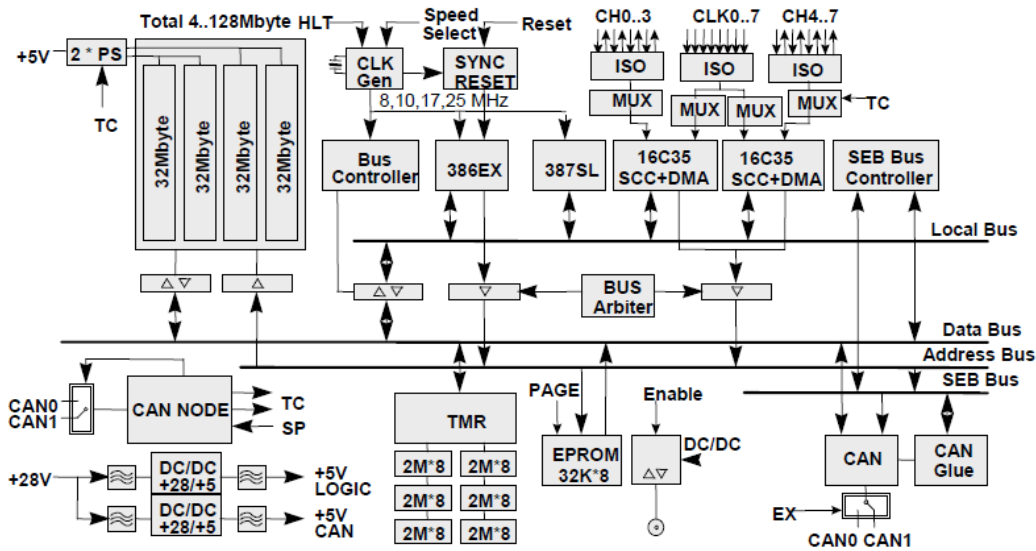 Total 4..128Mbyte
HLT
Speed
Select
Reset
CH0..3
CLK0..7
CH4..7
+5V
2 * PS
TC
32Mbyte
32Mbyte
32Mbyte
32Mbyte
CLK
Gen
SYNC
RESET
8,10,17,25 MHz
ISO
ISO
ISO
MUX
MUX
MUX
MUX
TC
Bus
Controller
386EX
387SL
16C35
SCC+DMA
16C35
SCC+DMA
SEB Bus
Controller
Local Bus
BUS
Arbiter
Data Bus
Address Bus
SEB Bus
CAN0
CAN1
CAN NODE
TC
SP
TMR
2M*8
2M*8
2M*8
2M*8
2M*8
2M*8
PAGE
EPROM
32K*8
Enable
DC/DC
CAN
CAN
Glue
EX
CAN0 CAN1
+28V
DC/DC
+28/+5
+5V
LOGIC
DC/DC
+28/+5
+5V
CAN